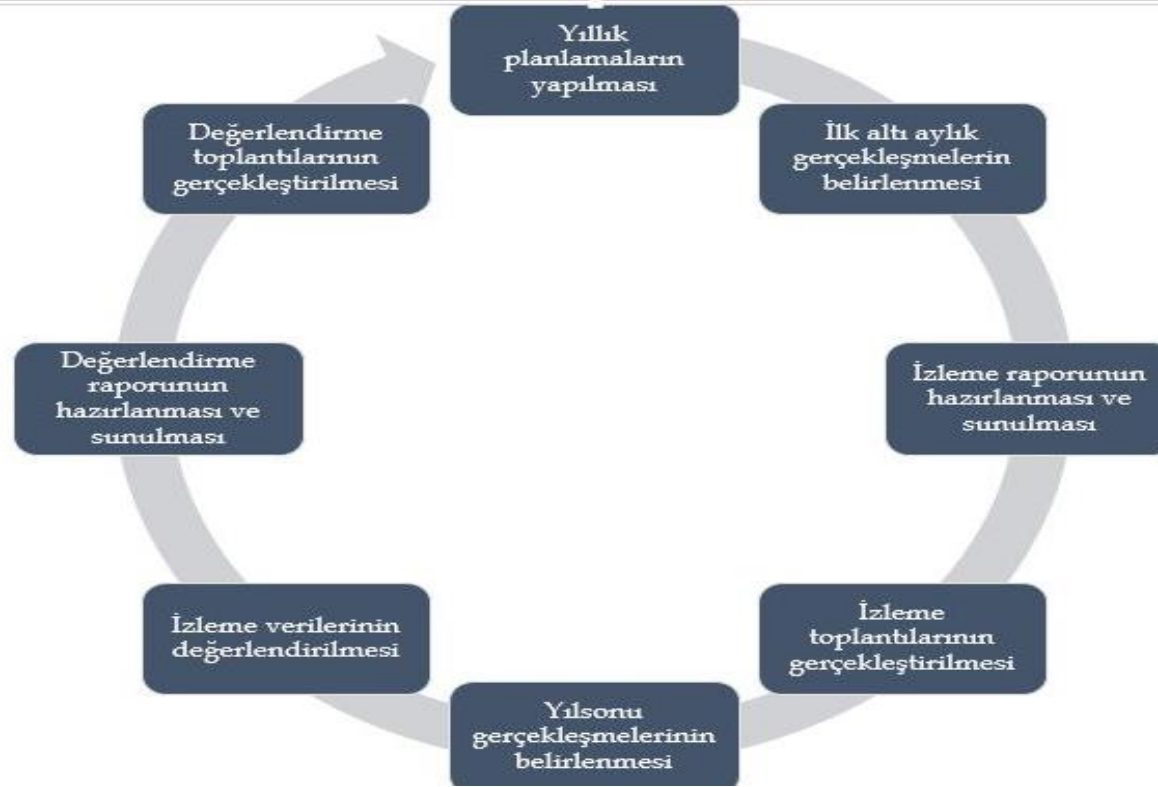 Yıllık
planlamaların
yapılması
İlk altı aylık
gerçekleşmelerin
belirlenmesi
İzleme raporunun
hazırlanması ve
sunulması
İzleme
toplantılarının
gerçekleştirilmesi
Yılsonu
gerçekleşmelerinin
belirlenmesi
İzleme verilerinin
değerlendirilmesi
Değerlendirme
raporunun
hazırlanması ve
sunulması
Değerlendirme
toplantılarının
gerçekleştirilmesi